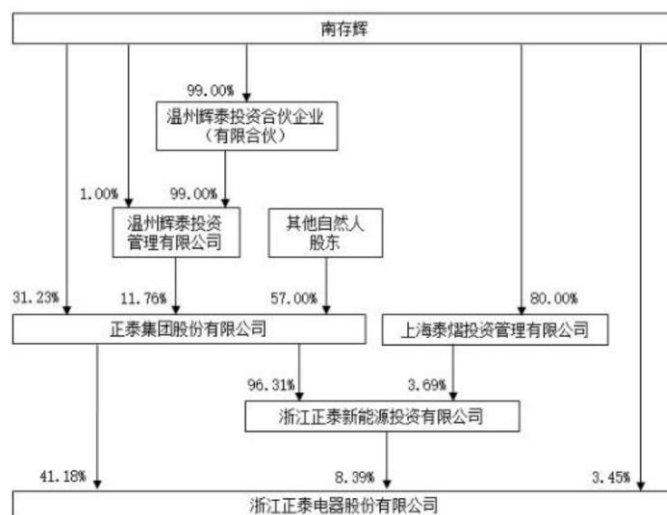 南存辉
99.00%
温州辉泰投资合伙企业
(有限合伙)
1.00%
99.00%
温州辉泰投资
管理有限公司
其他自然人
股东
31.23%
11.76%
57.00%
80.00%
正泰集团股份有限公司
上海泰熠投资管理有限公司
96.31%
3.69%
浙江正泰新能源投资有限公司
41.18%
8.39%
3.45%
浙江正泰电器股份有限公司